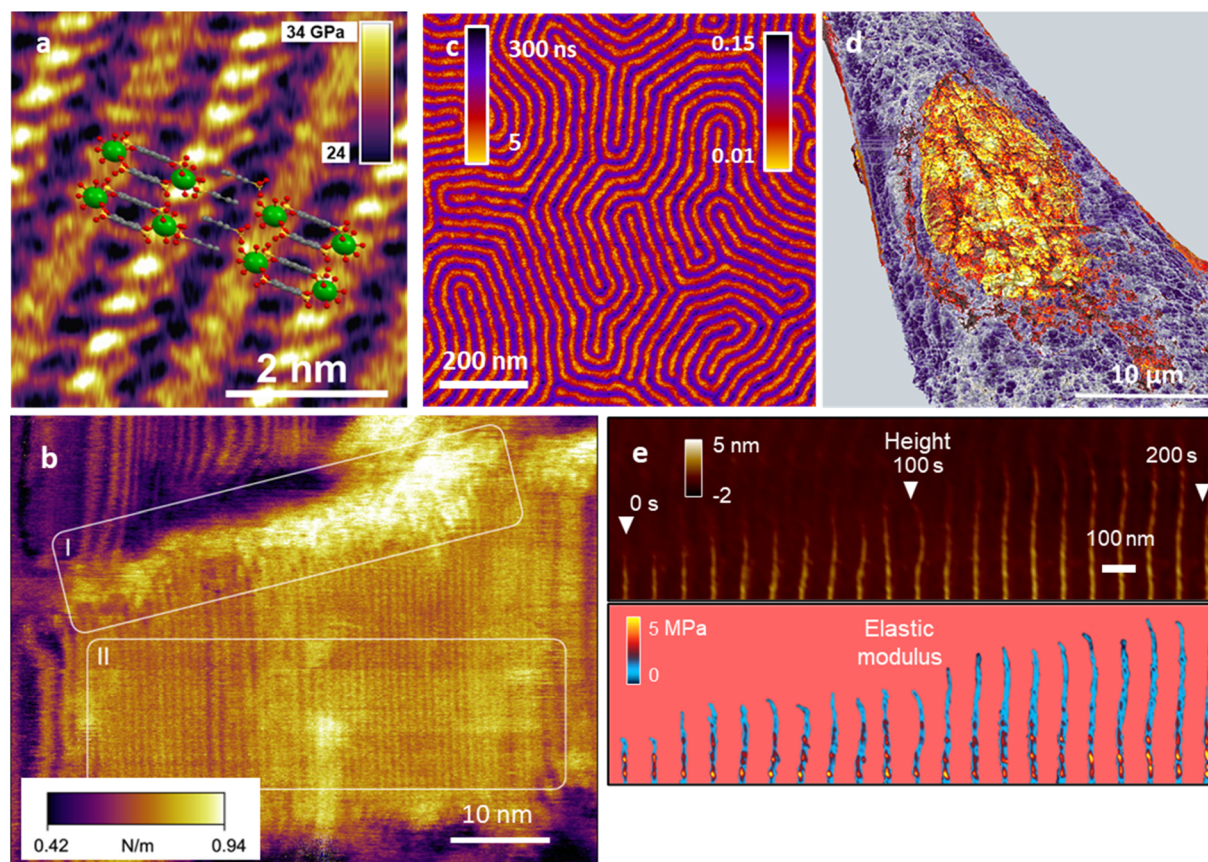 a
34 GPa
24
2 nm
c
300 ns
5
0.15
0.01
200 nm
d
10 µm
b
I
II
0.42 N/m 0.94
10 nm
e
5 nm
-2
Height
100 s
0 s
200 s
100 nm
5 MPa
0
Elastic
modulus